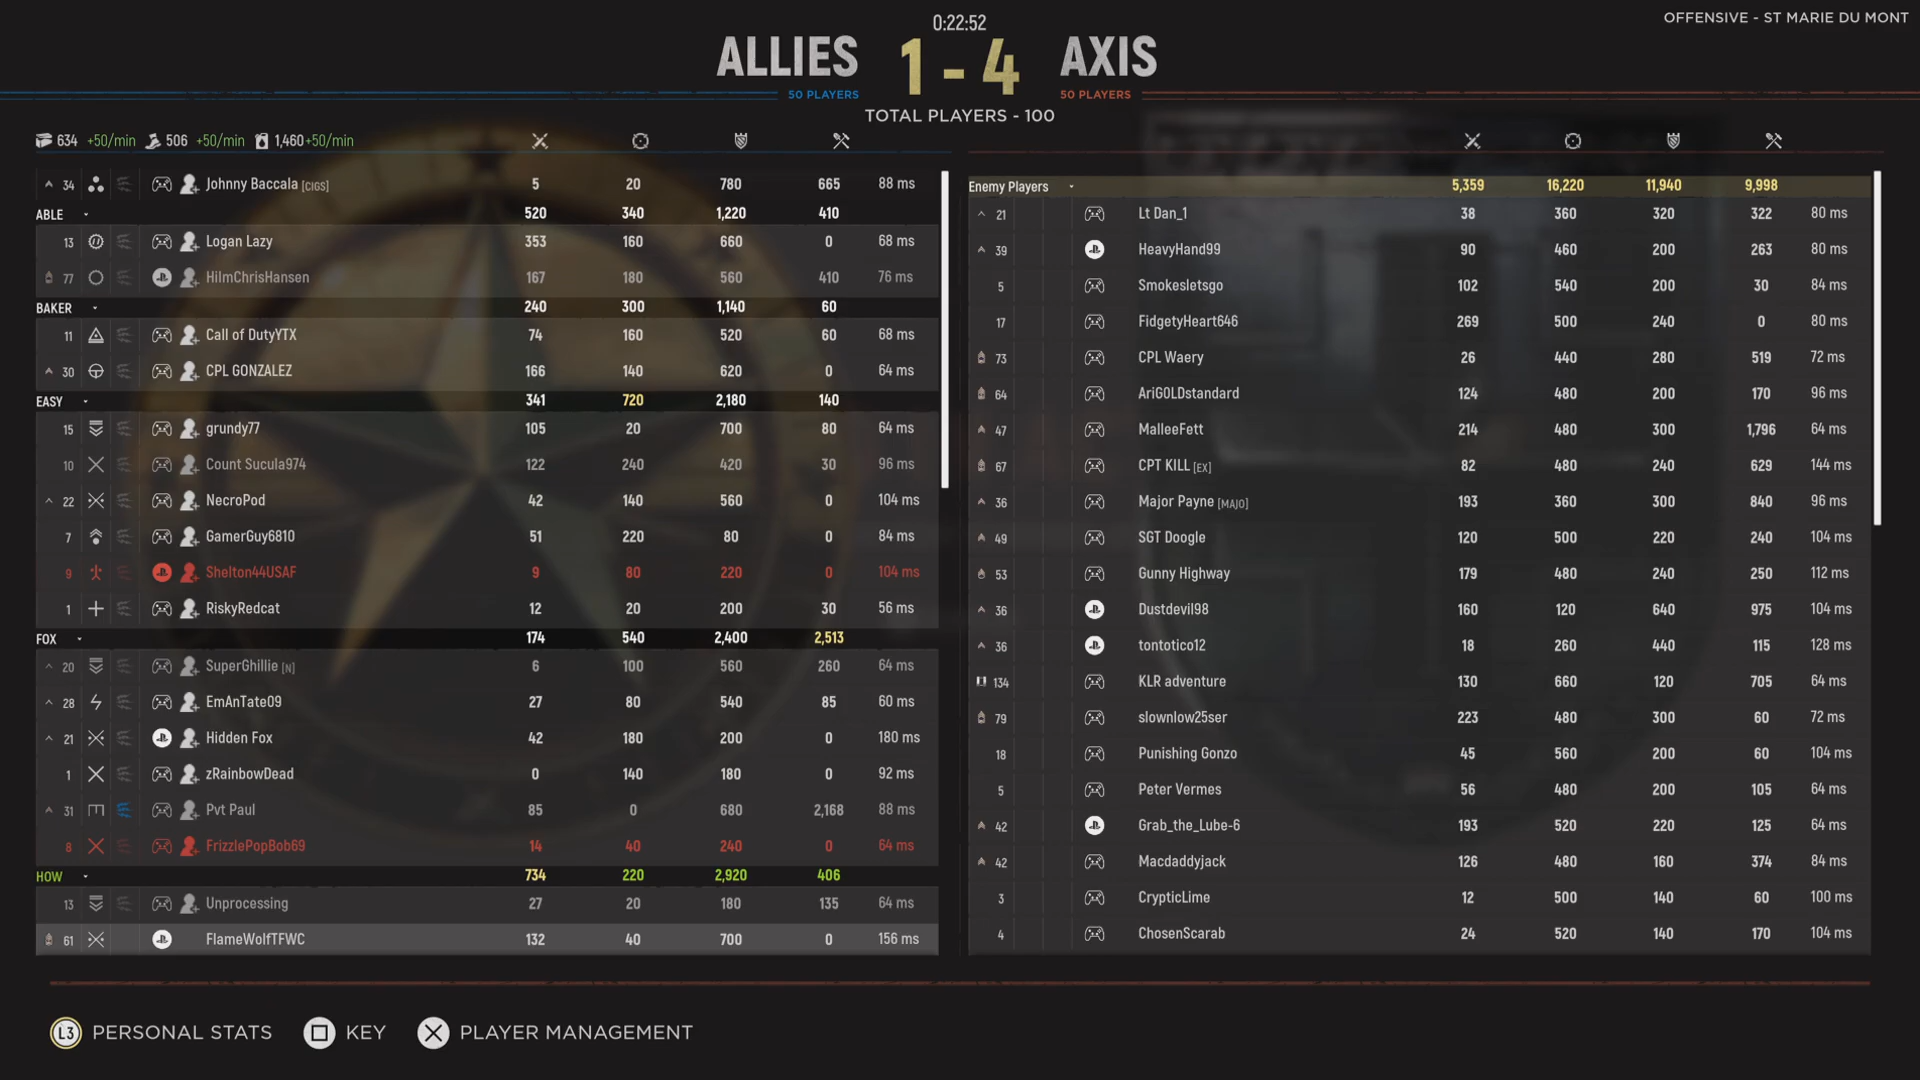 OFFENSIVE - ST MARIE DU MONT
0:22:52
ALLIES 1 - 4 AXIS
50 PLAYERS 50 PLAYERS
TOTAL PLAYERS - 100
634 +50/min 506 +50/min 1,460 +50/min
34 Johnny Baccala [CIGS] 5 20 780 665 88 ms
ABLE 520 340 1,220 410
13 Logan Lazy 353 160 660 0 68 ms
77 HilmChrisHansen 167 180 560 410 76 ms
BAKER 240 300 1,140 60
11 Call of DutyYTX 74 160 520 60 68 ms
30 CPL GONZALEZ 166 140 620 0 64 ms
EASY 341 720 2,180 140
15 grundy77 105 20 700 80 64 ms
10 Count Sucula974 122 240 420 30 96 ms
22 NecroPod 42 140 560 0 104 ms
7 GamerGuy6810 51 220 80 0 84 ms
9 Shelton44USAF 9 80 220 0 104 ms
1 RiskyRedcat 12 20 200 30 56 ms
FOX 174 540 2,400 2,513
20 SuperGhillie [N] 6 100 560 260 64 ms
28 EmAnTate09 27 80 540 85 60 ms
21 Hidden Fox 42 180 200 0 180 ms
1 zRainbowDead 0 140 180 0 92 ms
31 Pvt Paul 85 0 680 2,168 88 ms
8 FrizzlePopBob69 14 40 240 0 64 ms
HOW 734 220 2,920 406
13 Unprocessing 27 20 180 135 64 ms
61 FlameWolfTFWC 132 40 700 0 156 ms
Enemy Players 5,359 16,220 11,940 9,998
21 Lt Dan_1 38 360 320 322 80 ms
39 HeavyHand99 90 460 200 263 80 ms
5 Smokesletsgo 102 540 200 30 84 ms
17 FidgetyHeart646 269 500 240 0 80 ms
73 CPL Waery 26 440 280 519 72 ms
64 AriGOLDstandard 124 480 200 170 96 ms
47 MalleeFett 214 480 300 1,796 64 ms
67 CPT KILL [EX] 82 480 240 629 144 ms
36 Major Payne [MAJO] 193 360 300 840 96 ms
49 SGT Doogle 120 500 220 240 104 ms
53 Gunny Highway 179 480 240 250 112 ms
36 Dustdevil98 160 120 640 975 104 ms
36 tontotico12 18 260 440 115 128 ms
134 KLR adventure 130 660 120 705 64 ms
79 slownlow25ser 223 480 300 60 72 ms
18 Punishing Gonzo 45 560 200 60 104 ms
5 Peter Vermes 56 480 200 105 64 ms
42 Grab_the_Lube-6 193 520 220 125 64 ms
42 Macdaddyjack 126 480 160 374 84 ms
3 CrypticLime 12 500 140 60 100 ms
4 ChosenScarab 24 520 140 170 104 ms
L3 PERSONAL STATS KEY PLAYER MANAGEMENT